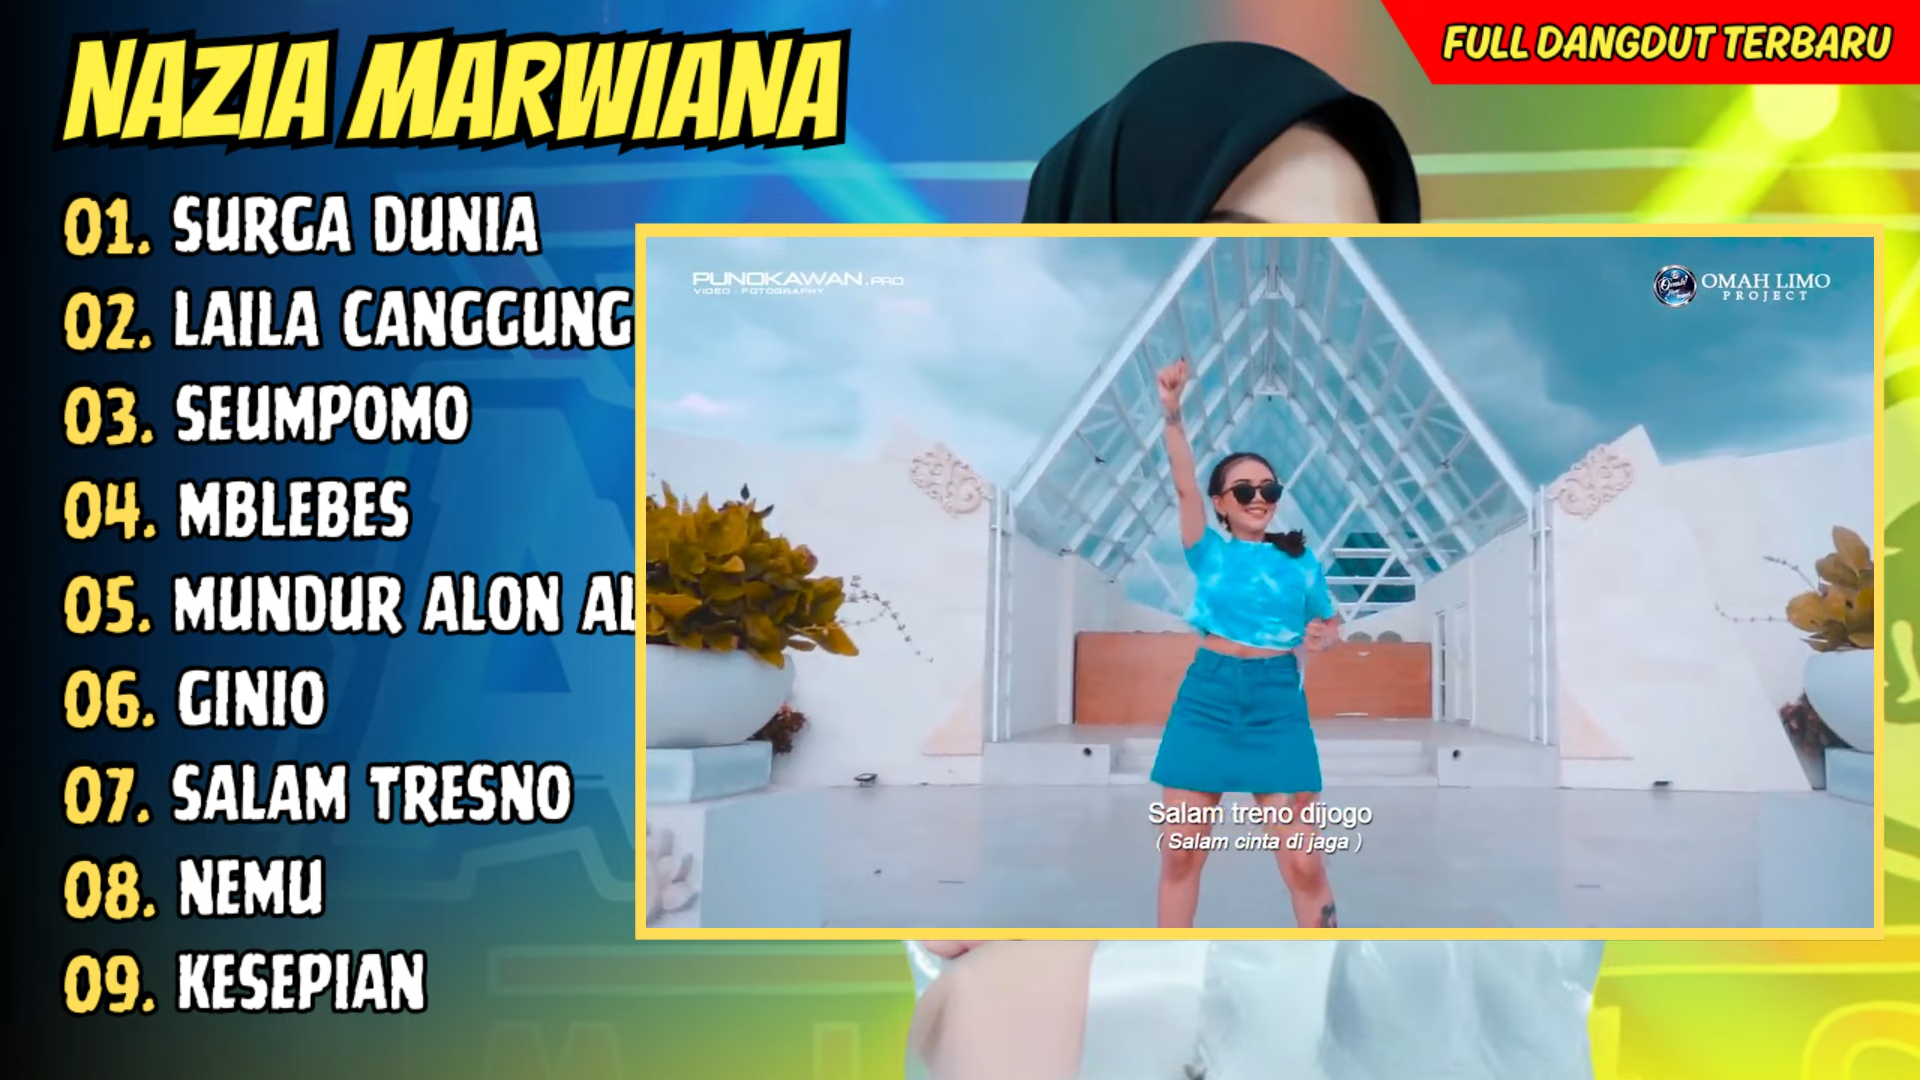 NAZIA MARWIANA
FULL DANGDUT TERBARU
01. SURGA DUNIA
02. LAILA CANGGUNG
03. SEUMPOMO
04. MBLEBES
05. MUNDUR ALON AL
06. GINIO
07. SALAM TRESNO
08. NEMU
09. KESEPIAN
PUNOKAWAN.PRO
VIDEO - FOTOGRAPHY
OMAH LIMO
PROJECT
Salam treno dijogo
( Salam cinta di jaga )